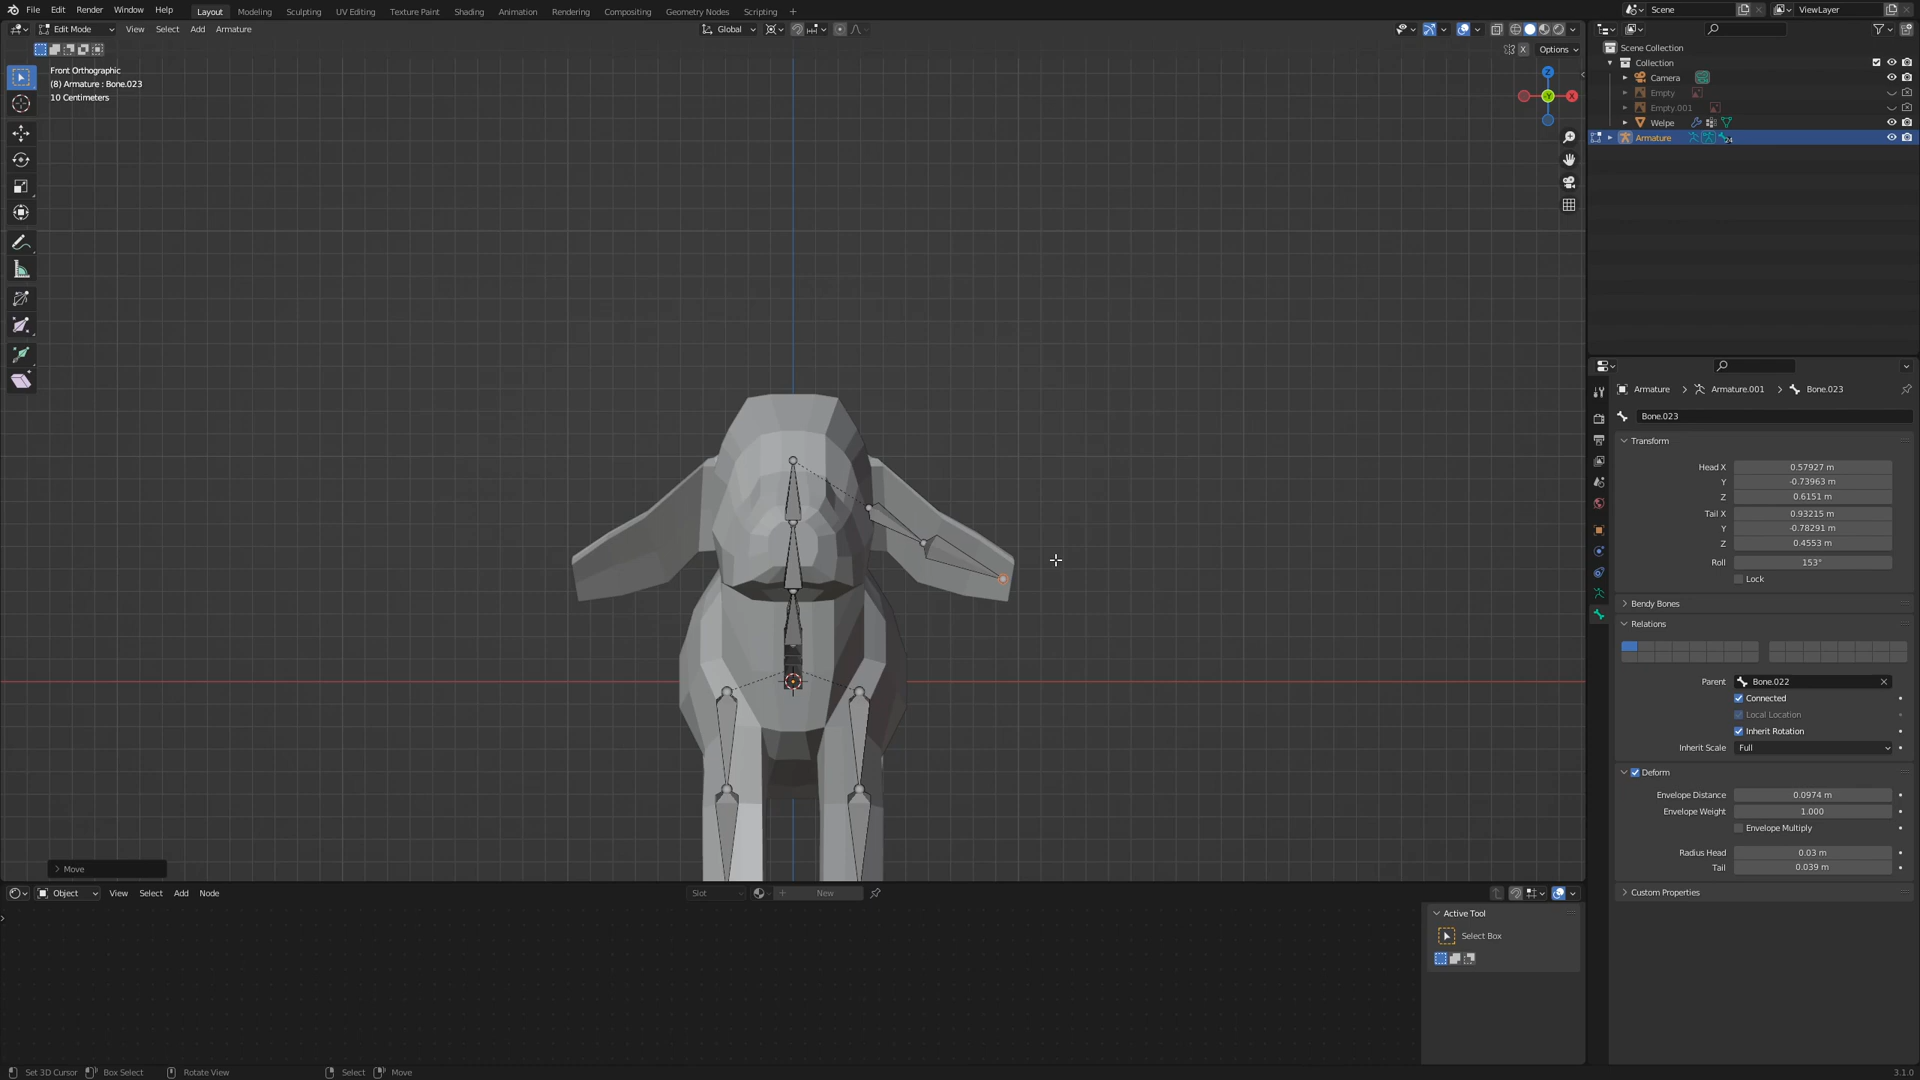 File Edit Render Window Help Layout Modeling Sculpting UV Editing Texture Paint Shading Animation Rendering Compositing Geometry Nodes Scripting + Scene ViewLayer
Edit Mode View Select Add Armature Global
X Options
Front Orthographic
(8) Armature : Bone.023
10 Centimeters
Z
Y
X
Scene Collection
Collection
Camera
Empty
Empty.001
Welpe
Armature 24
Armature > Armature.001 > Bone.023
Bone.023
Transform
Head X 0.57927 m
Y -0.73963 m
Z 0.6151 m
Tail X 0.93215 m
Y -0.78291 m
Z 0.4553 m
Roll 153°
Lock
Bendy Bones
Relations
Parent Bone.022
Connected
Local Location
Inherit Rotation
Inherit Scale Full
Deform
Envelope Distance 0.0974 m
Envelope Weight 1.000
Envelope Multiply
Radius Head 0.03 m
Tail 0.039 m
Custom Properties
Move
Object View Select Add Node Slot New
Active Tool
Select Box
Set 3D Cursor Box Select Rotate View Select Move 3.1.0